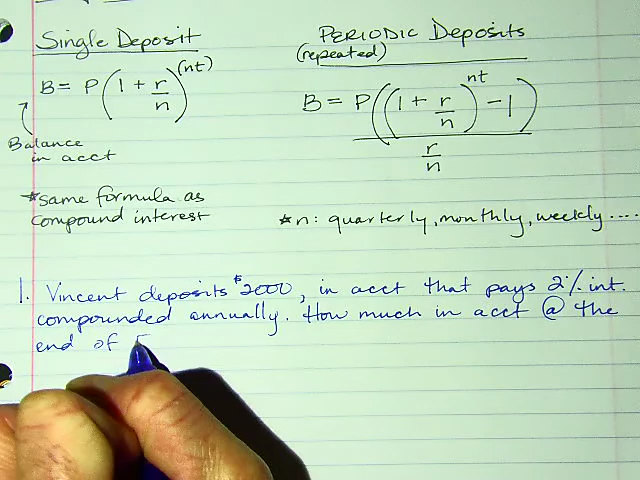 Single Deposit
B = P(1 + r/n)^(nt)
Balance
in acct
*same formula as
compound interest
PERIODIC Deposits
(repeated)
B = P((1 + r/n)^nt - 1)
r/n
*n: quarterly, monthly, weekly....
1. Vincent deposits $2000, in acct that pays 2% int.
compounded annually. How much in acct @ the
end of